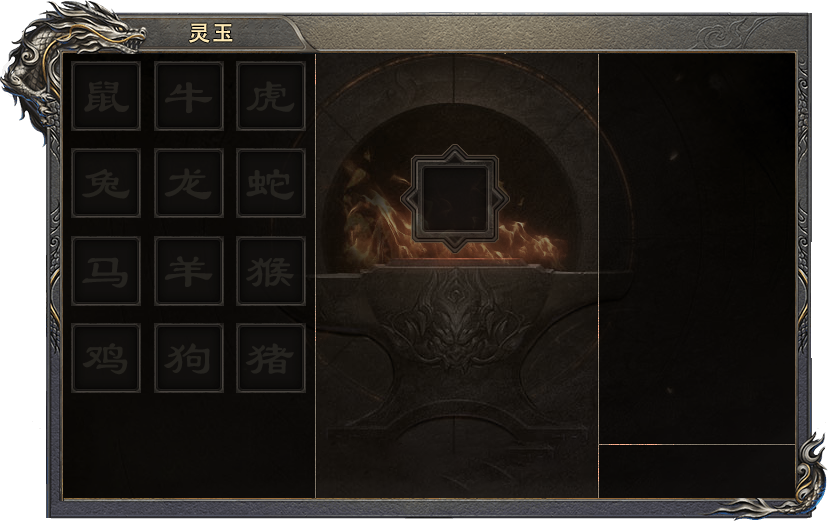 灵玉
鼠 牛 虎
兔 龙 蛇
马 羊 猴
鸡 狗 猪